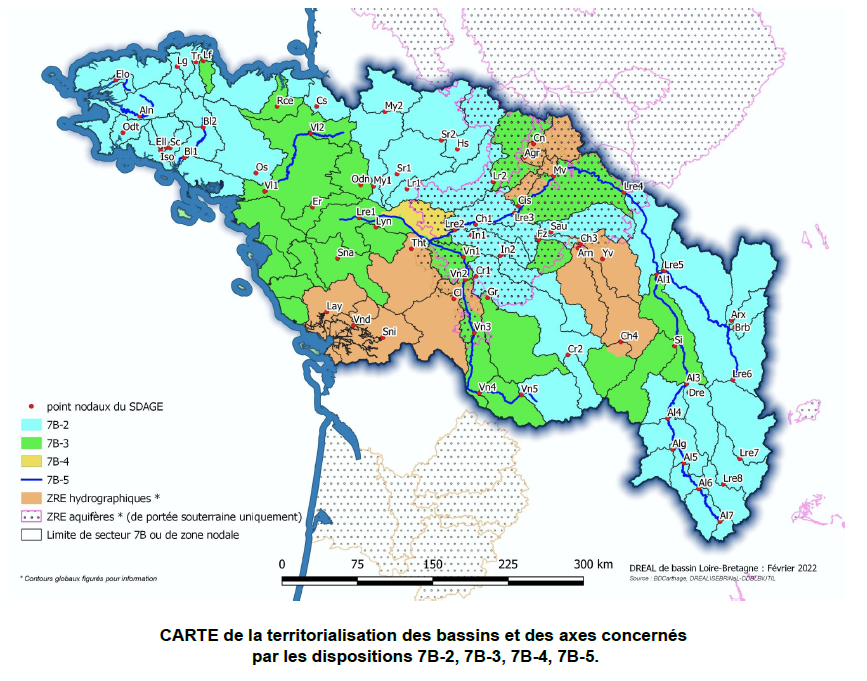 Elo
Lg
Tr
Lf
Aln
Odt
Bl2
Ell
Sc
Iso
Bl1
Rce
Cs
Vl2
Os
Vl1
My2
Sr2
Hs
Sr1
Odn
My1
Lr1
Er
Lre1
Lyn
Sna
Tht
Lre2
Ch1
In1
Lre3
Cis
Lr2
Cn
Agr
Mv
Vn1
In2
Fz
Sau
Ch3
Arn
Yv
Lre4
Vn2
Cr1
Cl
Gr
Vn3
Lay
Vnd
Sni
Cr2
Ch4
Vn4
Vn5
Lre5
Al1
Arx
Brb
Si
Lre6
Al3
Dre
Al4
Alg
Al5
Al6
Lre7
Lre8
Al7
point nodaux du SDAGE
7B-2
7B-3
7B-4
7B-5
ZRE hydrographiques *
ZRE aquifères * (de portée souterraine uniquement)
Limite de secteur 7B ou de zone nodale
* Contours globaux figurés pour information
0 75 150 225 300 km
DREAL de bassin Loire-Bretagne : Février 2022
CARTE de la territorialisation des bassins et des axes concernés
par les dispositions 7B-2, 7B-3, 7B-4, 7B-5.